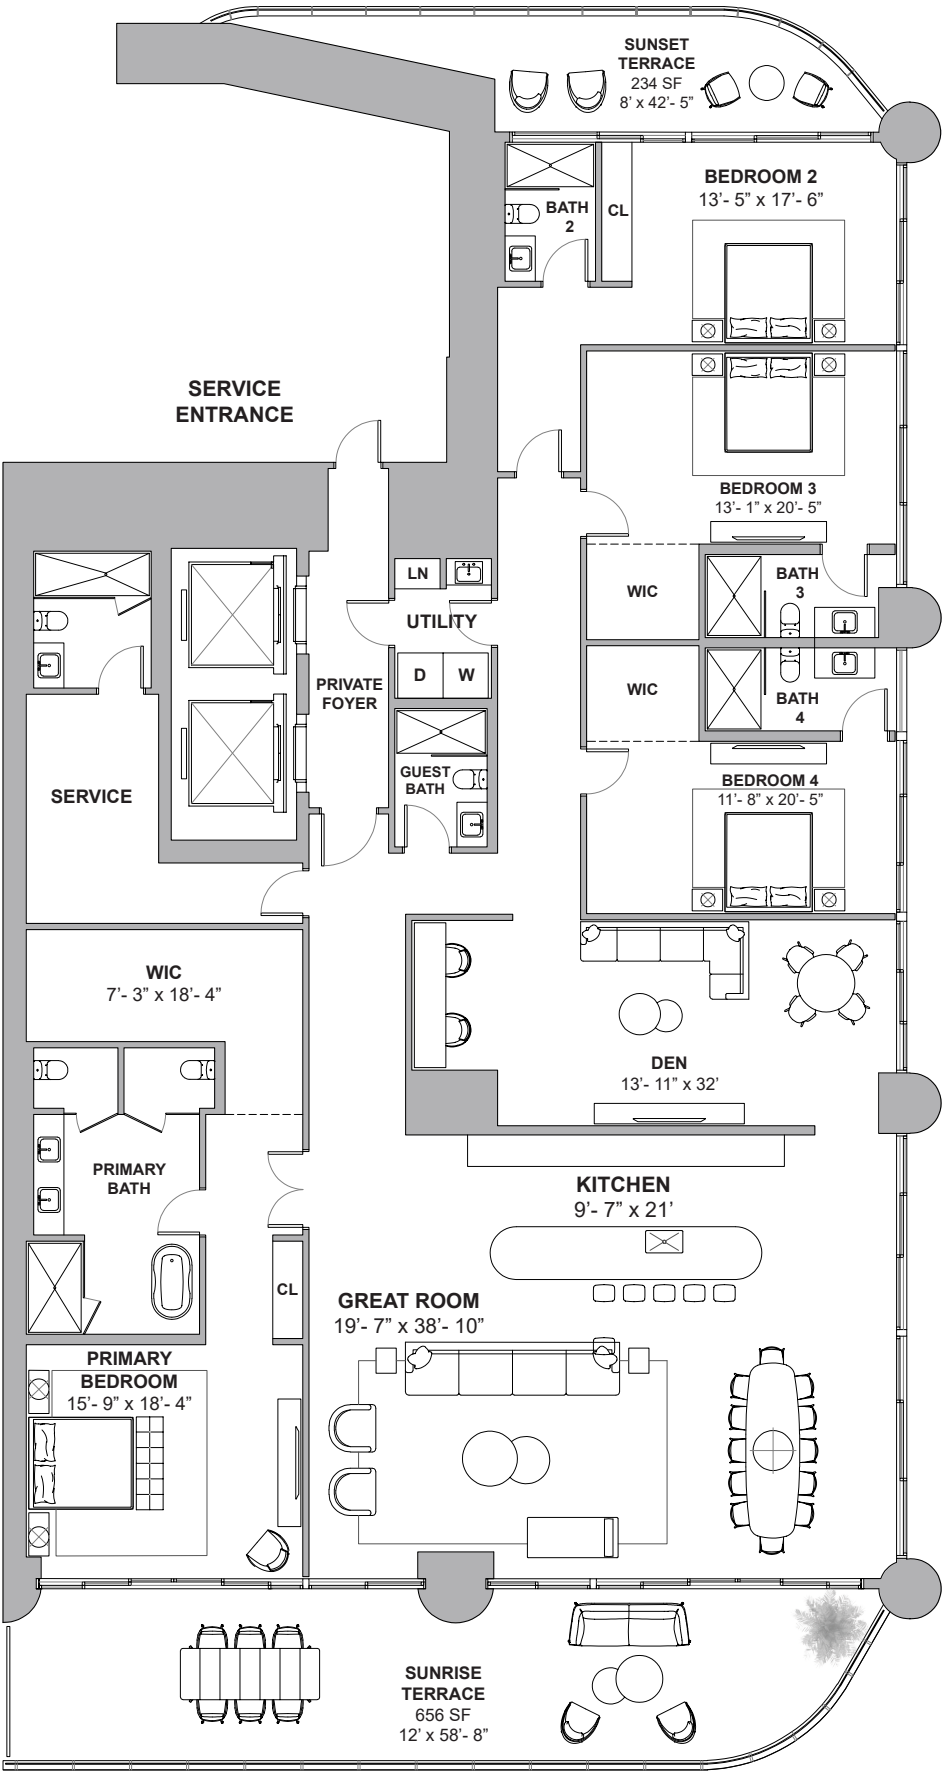 SUNSET
TERRACE
234 SF
8’ x 42’- 5”
BEDROOM 2
13’- 5” x 17’- 6”
BATH
2
CL
SERVICE
ENTRANCE
BEDROOM 3
13’- 1” x 20’- 5”
LN
UTILITY
WIC
BATH
3
D
W
PRIVATE
FOYER
WIC
BATH
4
GUEST
BATH
SERVICE
BEDROOM 4
11’- 8” x 20’- 5”
WIC
7’- 3” x 18’- 4”
DEN
13’- 11” x 32’
PRIMARY
BATH
KITCHEN
9’- 7” x 21’
CL
GREAT ROOM
19’- 7” x 38’- 10”
PRIMARY
BEDROOM
15’- 9” x 18’- 4”
SUNRISE
TERRACE
656 SF
12’ x 58’- 8”